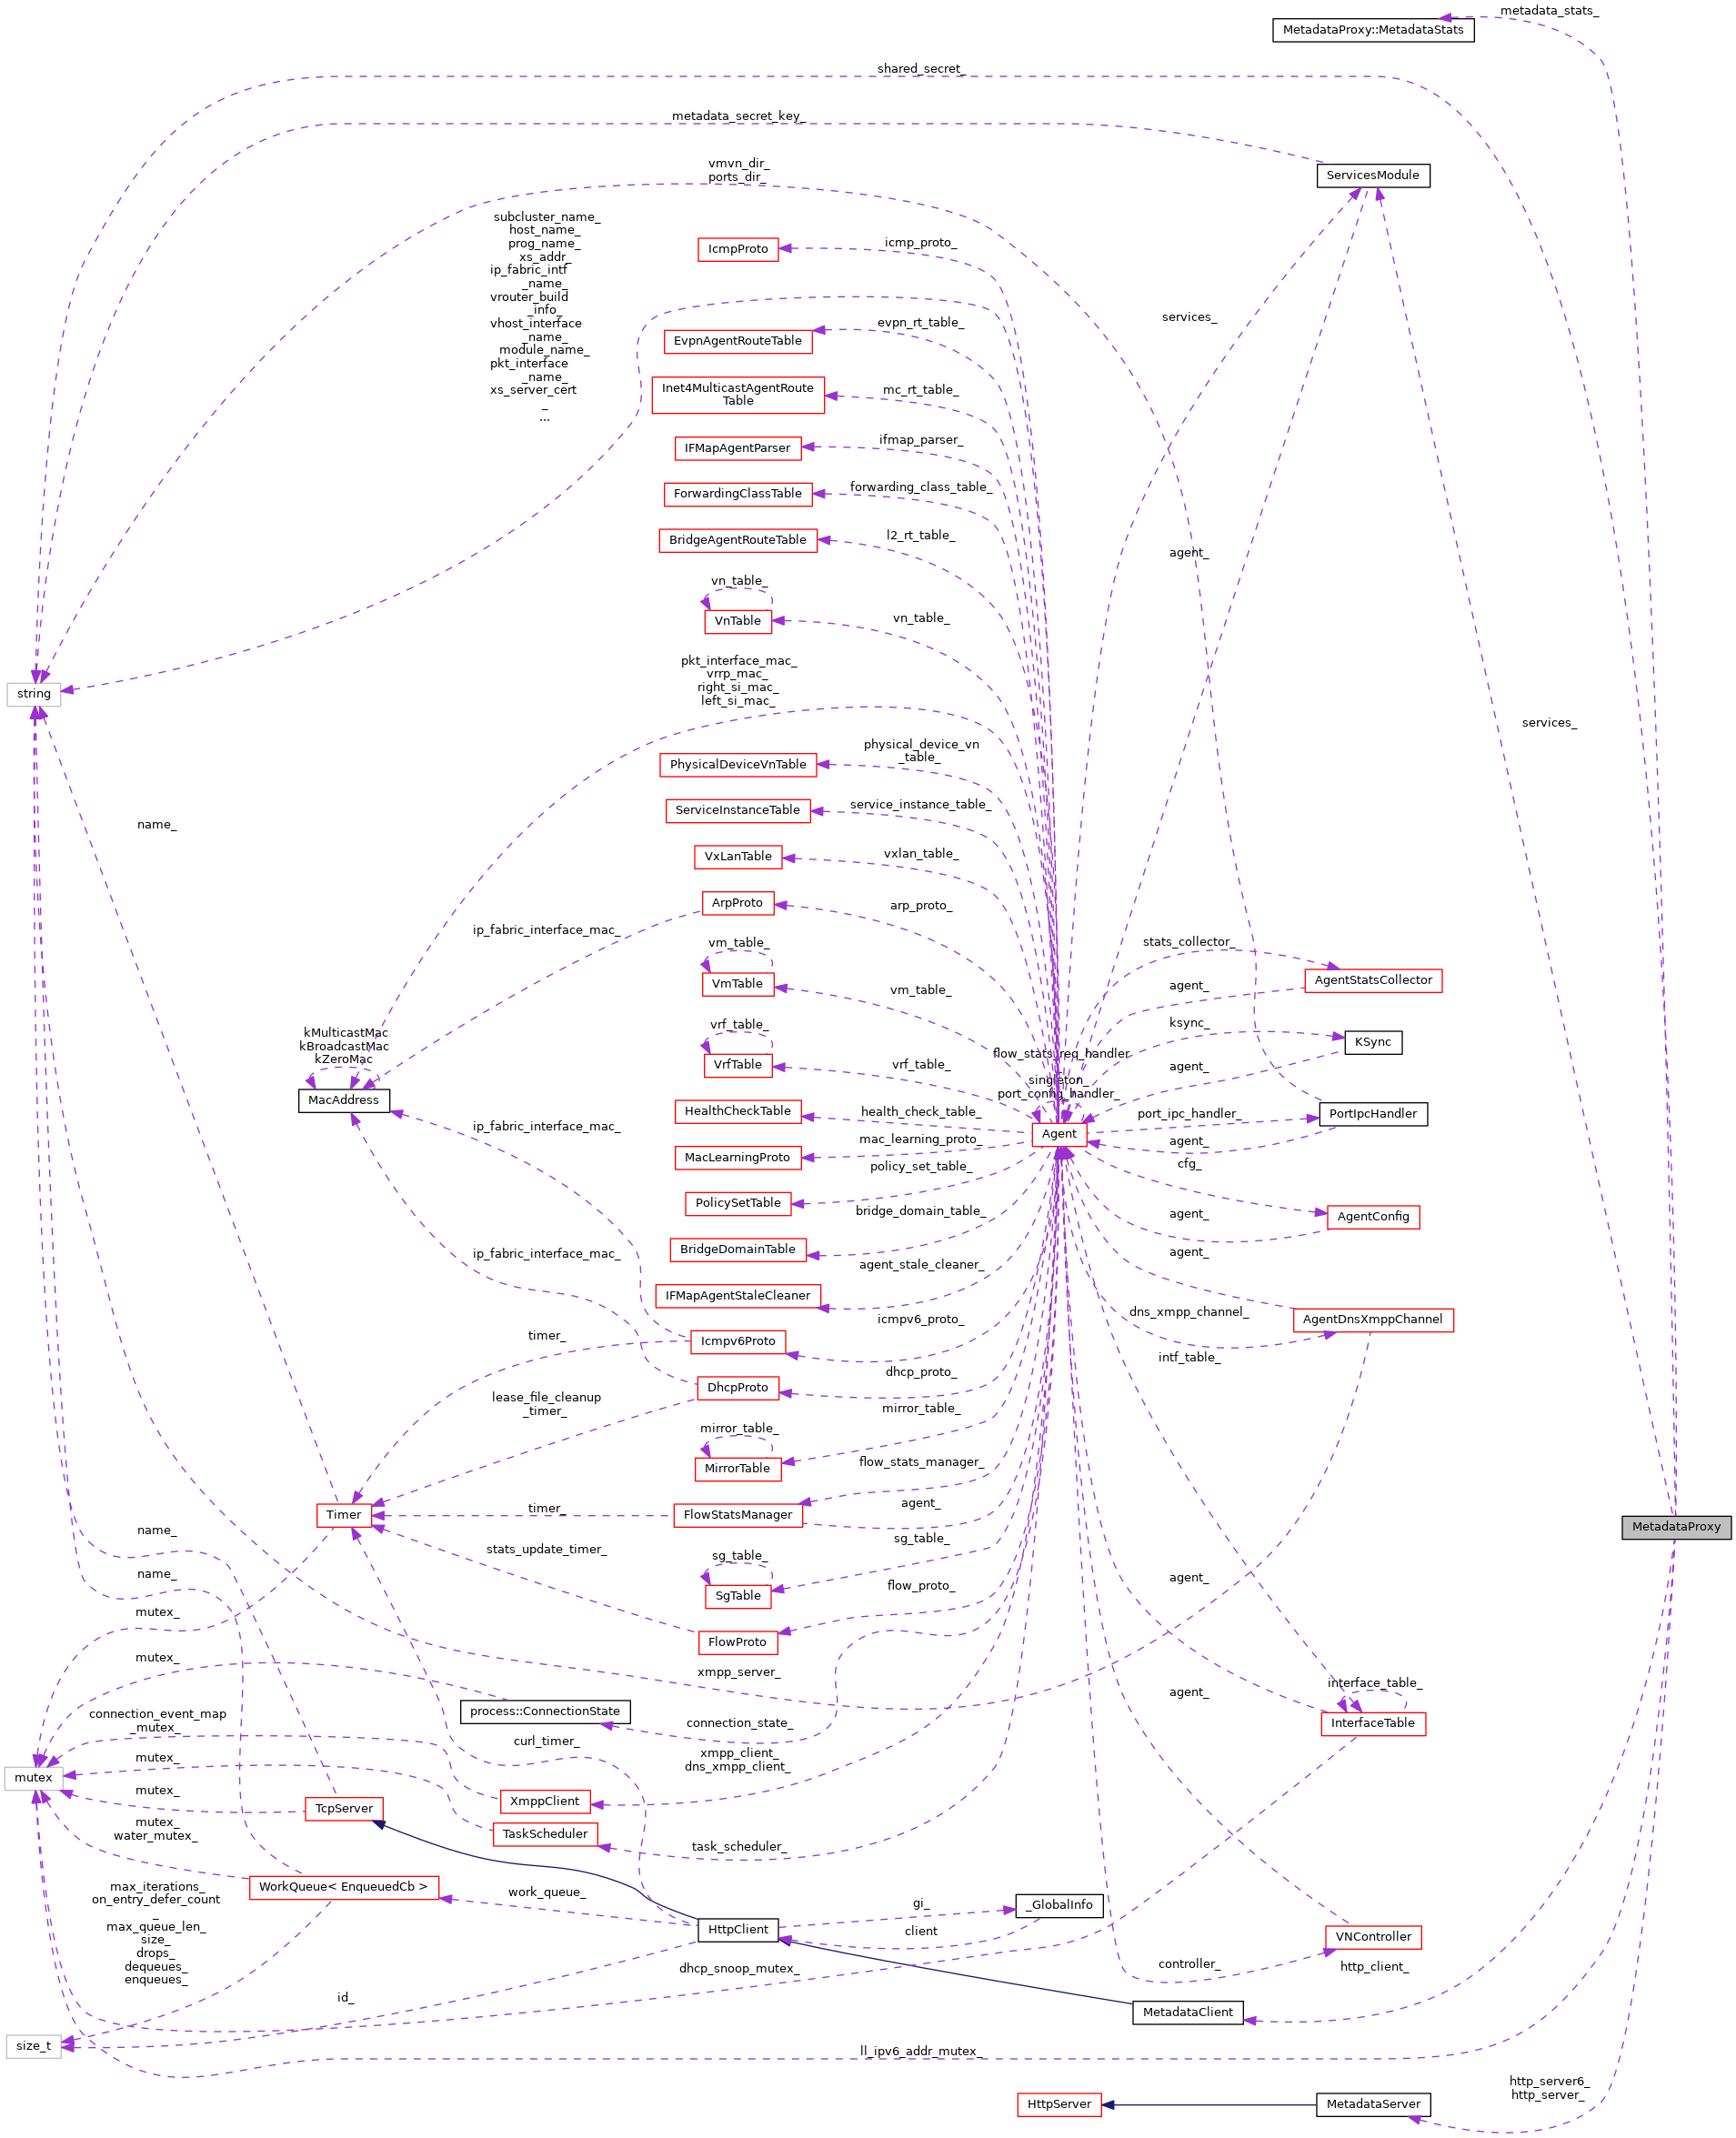 metadata_stats_
MetadataProxy::MetadataStats
shared_secret_
metadata_secret_key_
vmvn_dir_
ports_dir_
ServicesModule
subcluster_name_
host_name_
prog_name_
xs_addr_
ip_fabric_intf
_name_
vrouter_build
_info_
vhost_interface
_name_
module_name_
pkt_interface
_name_
xs_server_cert
_
...
icmp_proto_
IcmpProto
services_
evpn_rt_table_
EvpnAgentRouteTable
mc_rt_table_
Inet4MulticastAgentRoute
Table
ifmap_parser_
IFMapAgentParser
forwarding_class_table_
ForwardingClassTable
l2_rt_table_
BridgeAgentRouteTable
agent_
vn_table_
vn_table_
VnTable
pkt_interface_mac_
vrrp_mac_
right_si_mac_
left_si_mac_
string
services_
physical_device_vn
_table_
PhysicalDeviceVnTable
service_instance_table_
ServiceInstanceTable
name_
vxlan_table_
VxLanTable
arp_proto_
ArpProto
ip_fabric_interface_mac_
vm_table_
stats_collector_
AgentStatsCollector
vm_table_
VmTable
agent_
vrf_table_
ksync_
kMulticastMac
kBroadcastMac
kZeroMac
KSync
flow_stats_req_handler
_
vrf_table_
VrfTable
agent_
singleton_
port_config_handler_
MacAddress
health_check_table_
HealthCheckTable
port_ipc_handler_
PortIpcHandler
ip_fabric_interface_mac_
Agent
mac_learning_proto_
agent_
MacLearningProto
policy_set_table_
cfg_
PolicySetTable
bridge_domain_table_
agent_
AgentConfig
ip_fabric_interface_mac_
BridgeDomainTable
agent_
agent_stale_cleaner_
IFMapAgentStaleCleaner
dns_xmpp_channel_
AgentDnsXmppChannel
icmpv6_proto_
timer_
Icmpv6Proto
intf_table_
dhcp_proto_
DhcpProto
lease_file_cleanup
_timer_
mirror_table_
mirror_table_
MirrorTable
flow_stats_manager_
timer_
agent_
Timer
FlowStatsManager
MetadataProxy
name_
sg_table_
stats_update_timer_
sg_table_
name_
agent_
SgTable
flow_proto_
mutex_
FlowProto
mutex_
xmpp_server_
interface_table_
agent_
process::ConnectionState
connection_event_map
_mutex_
connection_state_
InterfaceTable
curl_timer_
xmpp_client_
dns_xmpp_client_
mutex_
mutex
mutex_
XmppClient
TcpServer
mutex_
water_mutex_
TaskScheduler
task_scheduler_
max_iterations_
on_entry_defer_count
_
max_queue_len_
size_
drops_
dequeues_
enqueues_
WorkQueue< EnqueuedCb >
work_queue_
gi_
_GlobalInfo
HttpClient
client
VNController
dhcp_snoop_mutex_
controller_
http_client_
id_
MetadataClient
size_t
ll_ipv6_addr_mutex_
http_server6_
http_server_
HttpServer
MetadataServer